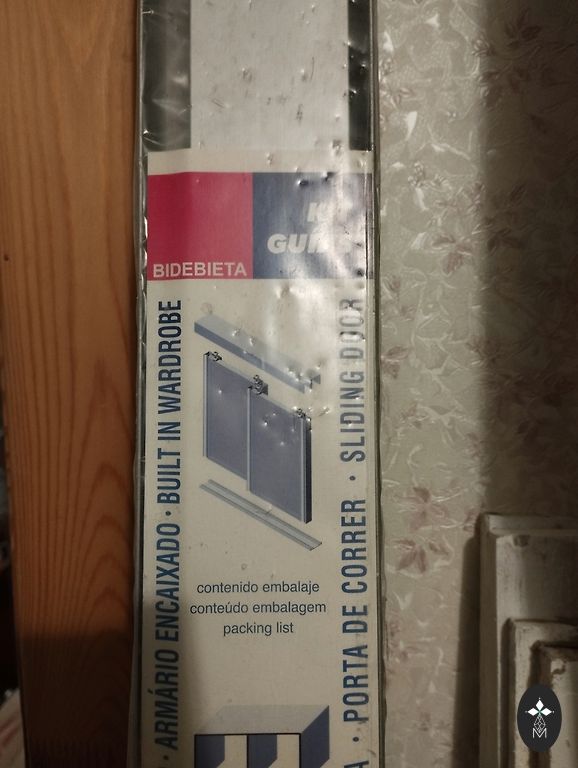 BIDEBIETA
· ARMÁRIO ENCAIXADO · BUILT IN WARDROBE
· PORTA DE CORRER · SLIDING DOOR
contenido embalaje
conteúdo embalagem
packing list
M